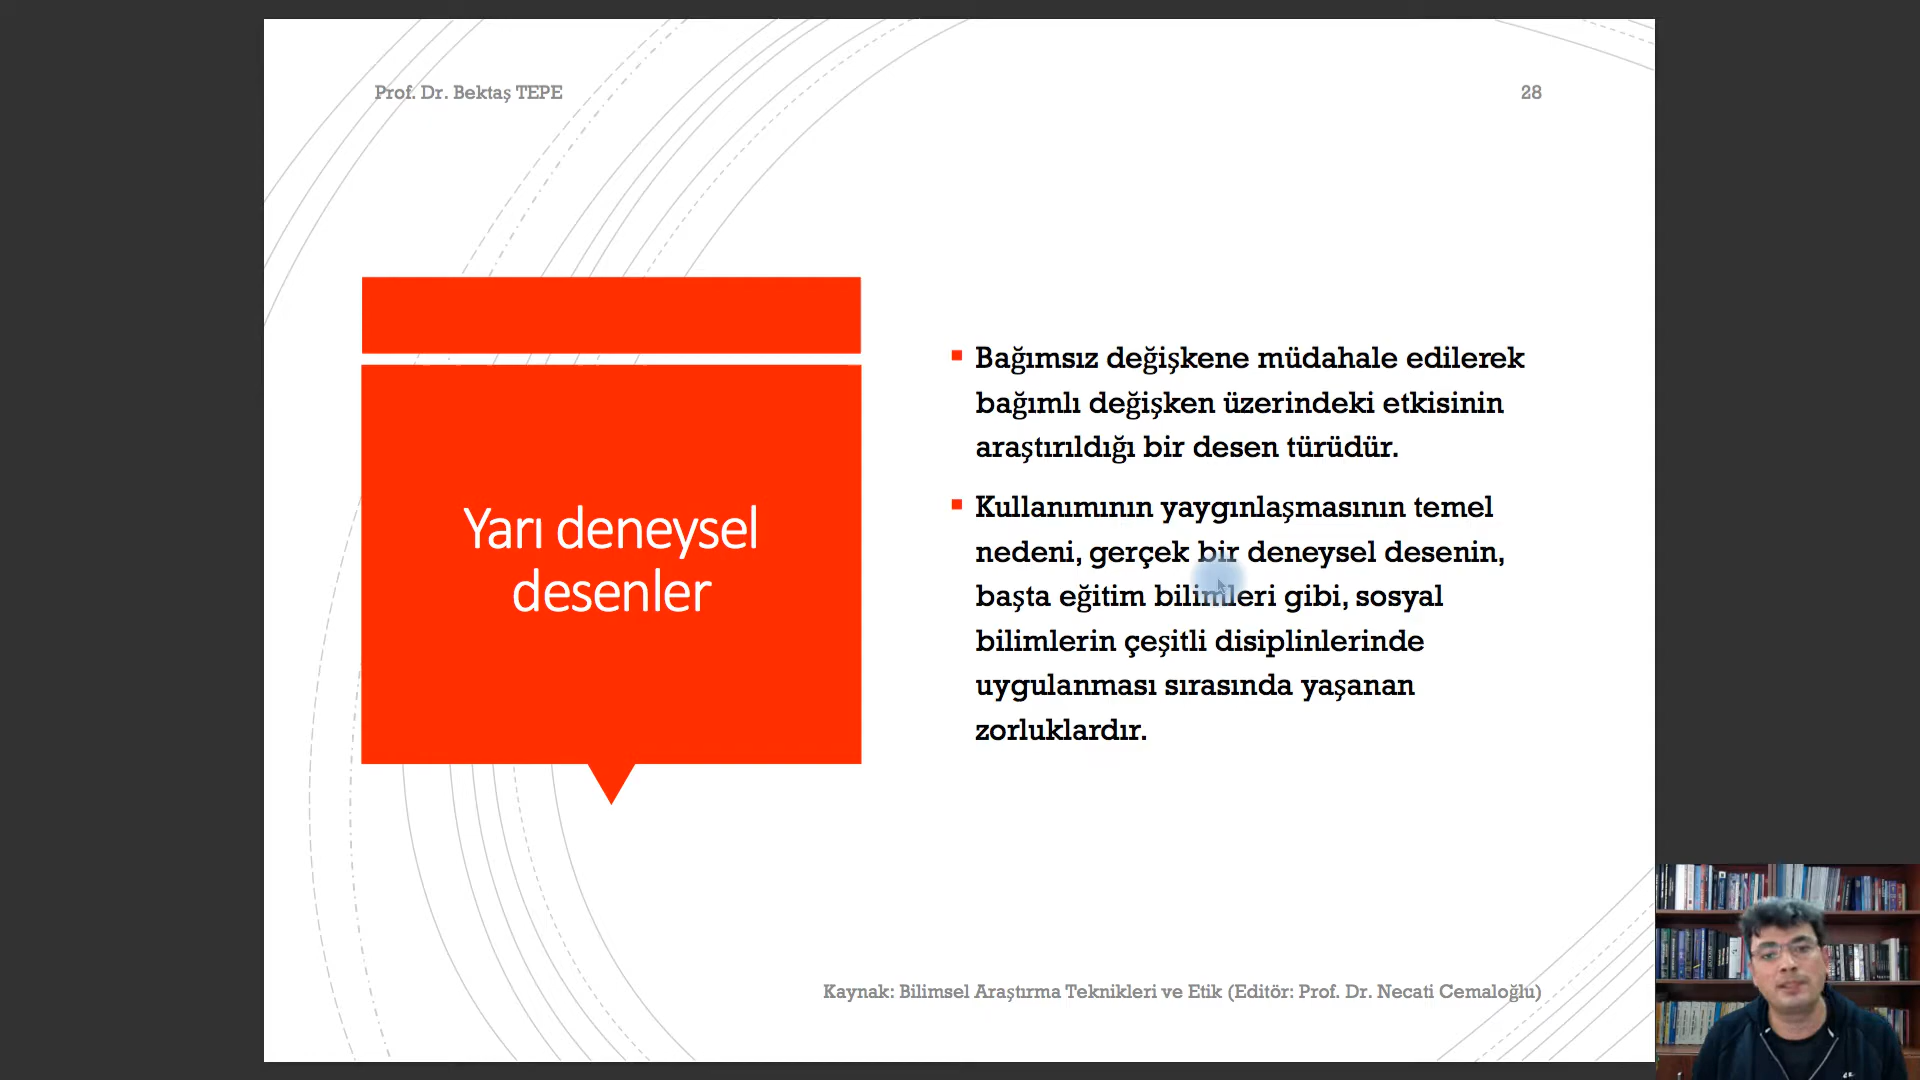 Prof. Dr. Bektaş TEPE
28
Yarı deneysel
desenler
Bağımsız değişkene müdahale edilerek
bağımlı değişken üzerindeki etkisinin
araştırıldığı bir desen türüdür.
Kullanımının yaygınlaşmasının temel
nedeni, gerçek bir deneysel desenin,
başta eğitim bilimleri gibi, sosyal
bilimlerin çeşitli disiplinlerinde
uygulanması sırasında yaşanan
zorluklardır.
Kaynak: Bilimsel Araştırma Teknikleri ve Etik (Editör: Prof. Dr. Necati Cemaloğlu)